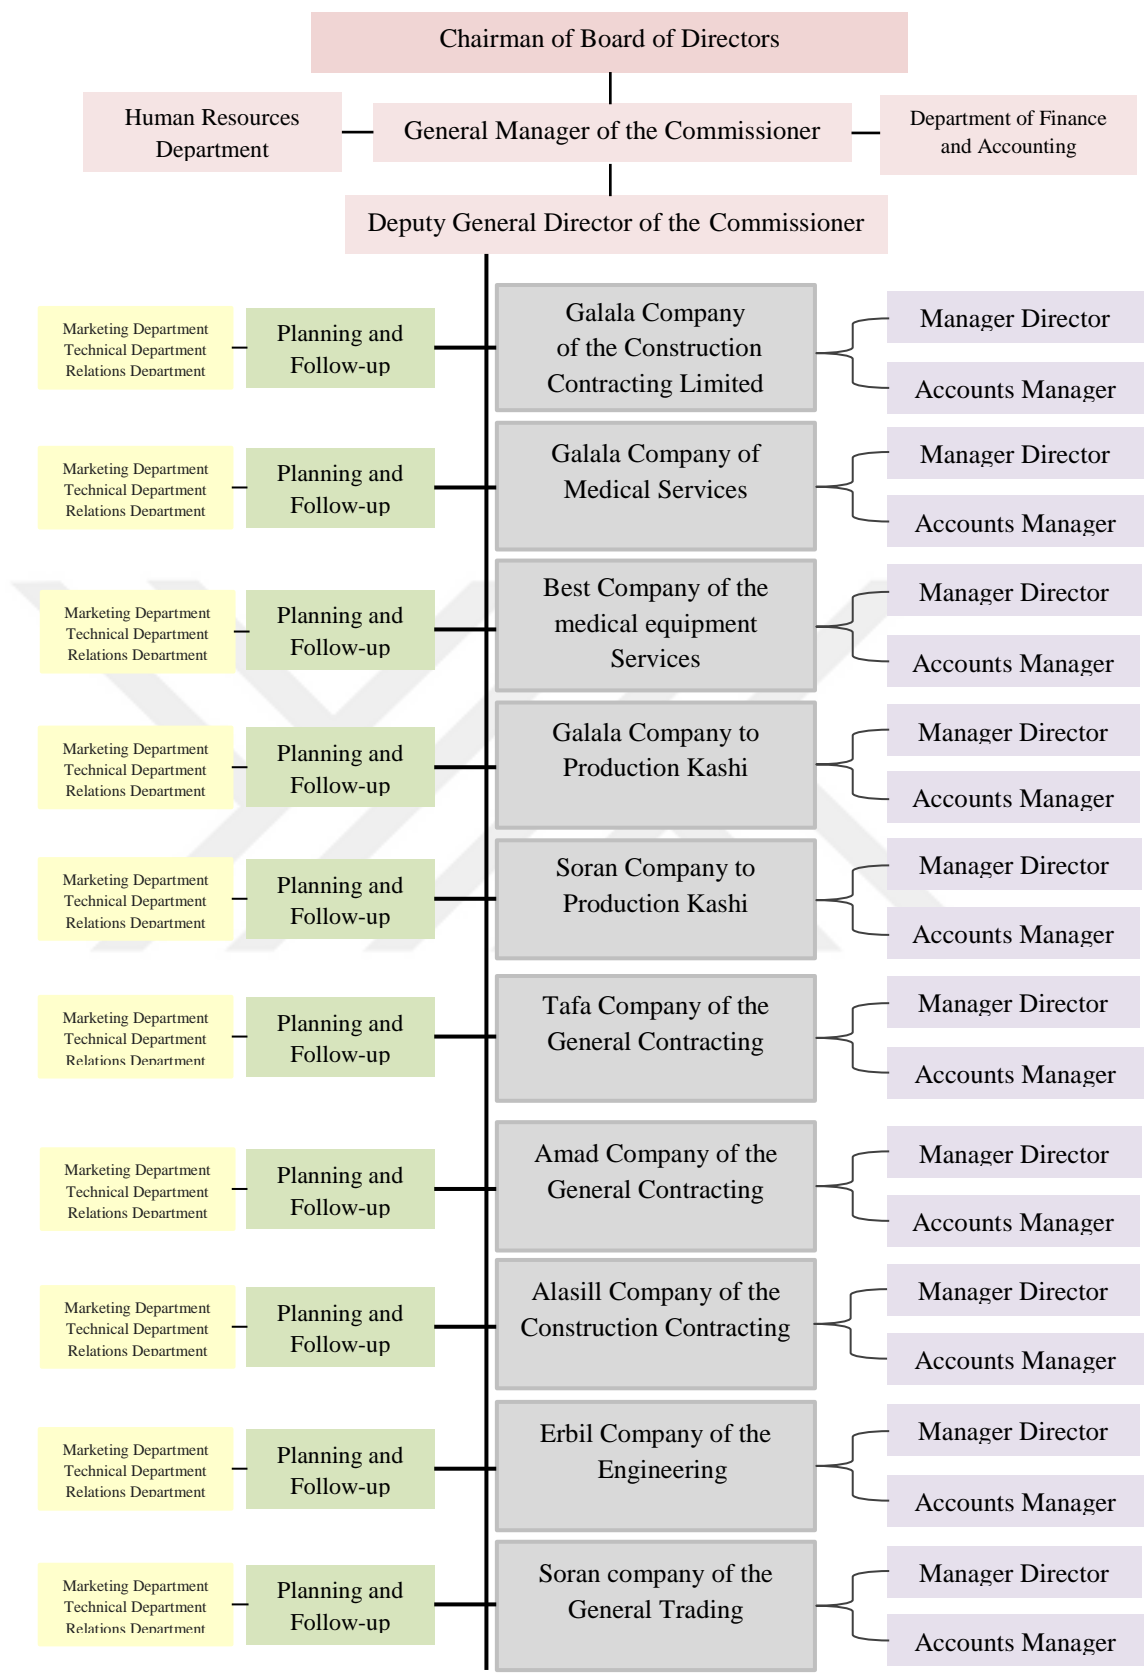 Chairman of Board of Directors
Human Resources
Department
General Manager of the Commissioner
Department of Finance
and Accounting
Deputy General Director of the Commissioner
Marketing Department
Technical Department
Relations Department
Planning and
Follow-up
Galala Company
of the Construction
Contracting Limited
Manager Director
Accounts Manager
Marketing Department
Technical Department
Relations Department
Planning and
Follow-up
Galala Company of
Medical Services
Manager Director
Accounts Manager
Marketing Department
Technical Department
Relations Department
Planning and
Follow-up
Best Company of the
medical equipment
Services
Manager Director
Accounts Manager
Marketing Department
Technical Department
Relations Department
Planning and
Follow-up
Galala Company to
Production Kashi
Manager Director
Accounts Manager
Marketing Department
Technical Department
Relations Department
Planning and
Follow-up
Soran Company to
Production Kashi
Manager Director
Accounts Manager
Marketing Department
Technical Department
Relations Department
Planning and
Follow-up
Tafa Company of the
General Contracting
Manager Director
Accounts Manager
Marketing Department
Technical Department
Relations Department
Planning and
Follow-up
Amad Company of the
General Contracting
Manager Director
Accounts Manager
Marketing Department
Technical Department
Relations Department
Planning and
Follow-up
Alasill Company of the
Construction Contracting
Manager Director
Accounts Manager
Marketing Department
Technical Department
Relations Department
Planning and
Follow-up
Erbil Company of the
Engineering
Manager Director
Accounts Manager
Marketing Department
Technical Department
Relations Department
Planning and
Follow-up
Soran company of the
General Trading
Manager Director
Accounts Manager